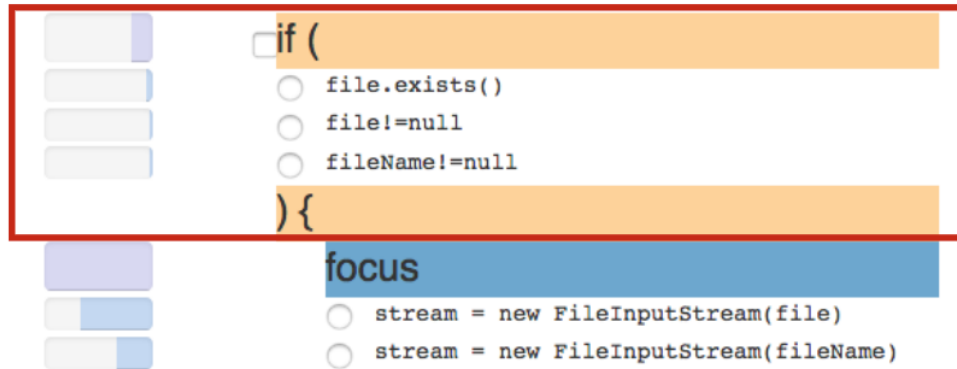 if (
file.exists()
file!=null
fileName!=null
) {
focus
stream = new FileInputStream(file)
stream = new FileInputStream(fileName)